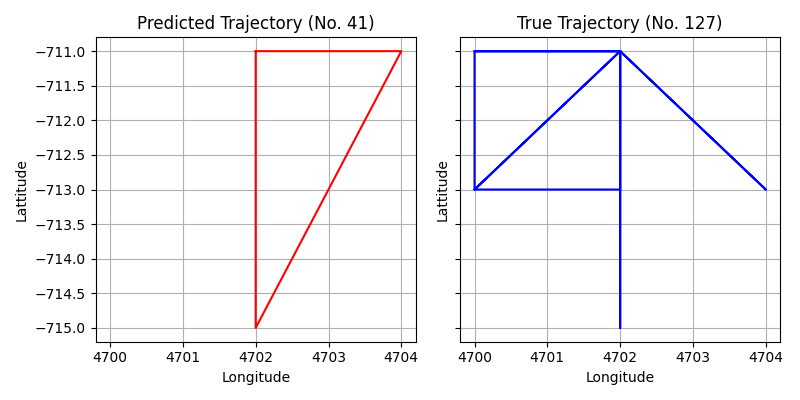 Predicted Trajectory (No. 41)
True Trajectory (No. 127)
Lattitude
−711.0
−711.5
−712.0
−712.5
−713.0
−713.5
−714.0
−714.5
−715.0
4700 4701 4702 4703 4704
Longitude
Lattitude
4700 4701 4702 4703 4704
Longitude